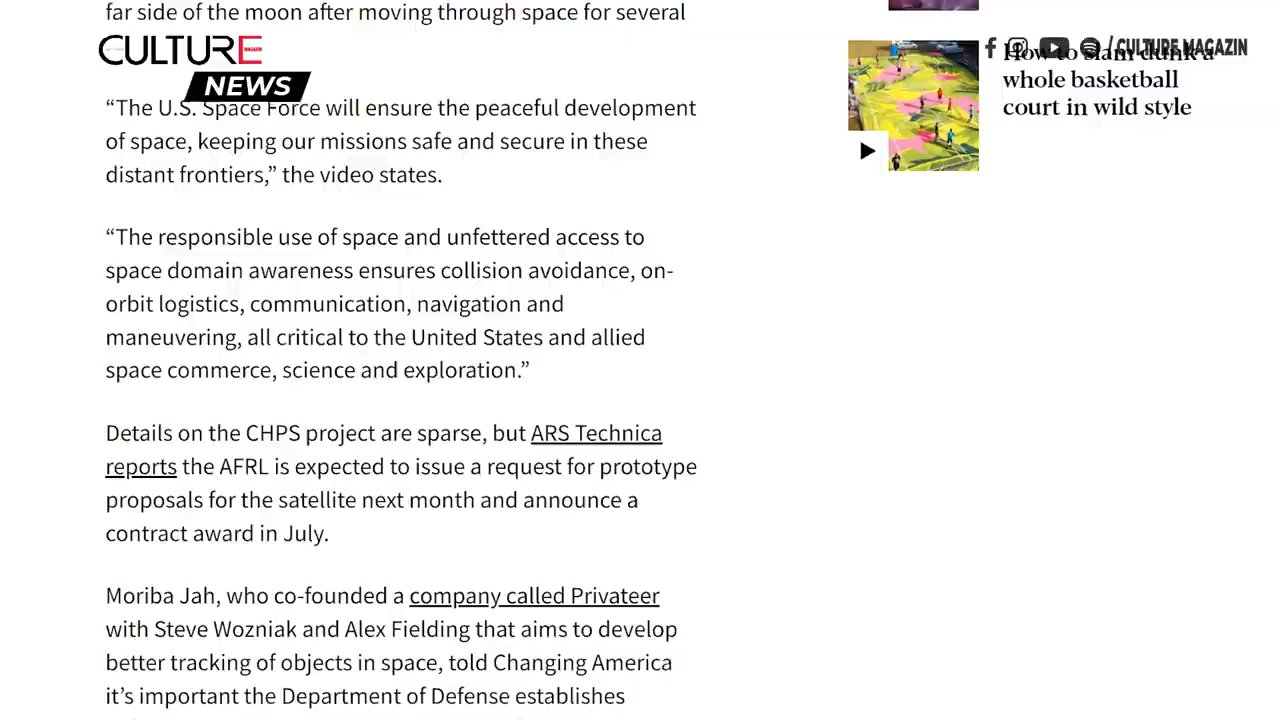 far side of the moon after moving through space for several
CULTURE MAGAZIN
NEWS
“The U.S. Space Force will ensure the peaceful development
of space, keeping our missions safe and secure in these
distant frontiers,” the video states.
“The responsible use of space and unfettered access to
space domain awareness ensures collision avoidance, on-
orbit logistics, communication, navigation and
maneuvering, all critical to the United States and allied
space commerce, science and exploration.”
Details on the CHPS project are sparse, but ARS Technica
reports the AFRL is expected to issue a request for prototype
proposals for the satellite next month and announce a
contract award in July.
Moriba Jah, who co-founded a company called Privateer
with Steve Wozniak and Alex Fielding that aims to develop
better tracking of objects in space, told Changing America
it’s important the Department of Defense establishes
/ CULTURE MAGAZIN
How to slam dunk a
whole basketball
court in wild style